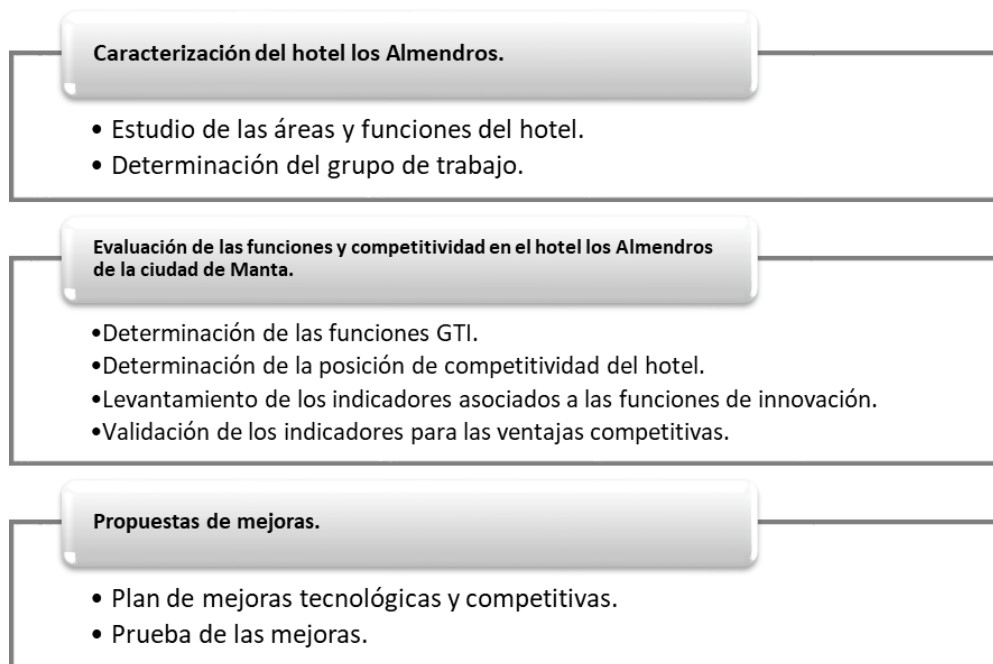 Caracterización del hotel los Almendros.
• Estudio de las áreas y funciones del hotel.
• Determinación del grupo de trabajo.
Evaluación de las funciones y competitividad en el hotel los Almendros
de la ciudad de Manta.
•Determinación de las funciones GTI.
•Determinación de la posición de competitividad del hotel.
•Levantamiento de los indicadores asociados a las funciones de innovación.
•Validación de los indicadores para las ventajas competitivas.
Propuestas de mejoras.
• Plan de mejoras tecnológicas y competitivas.
• Prueba de las mejoras.